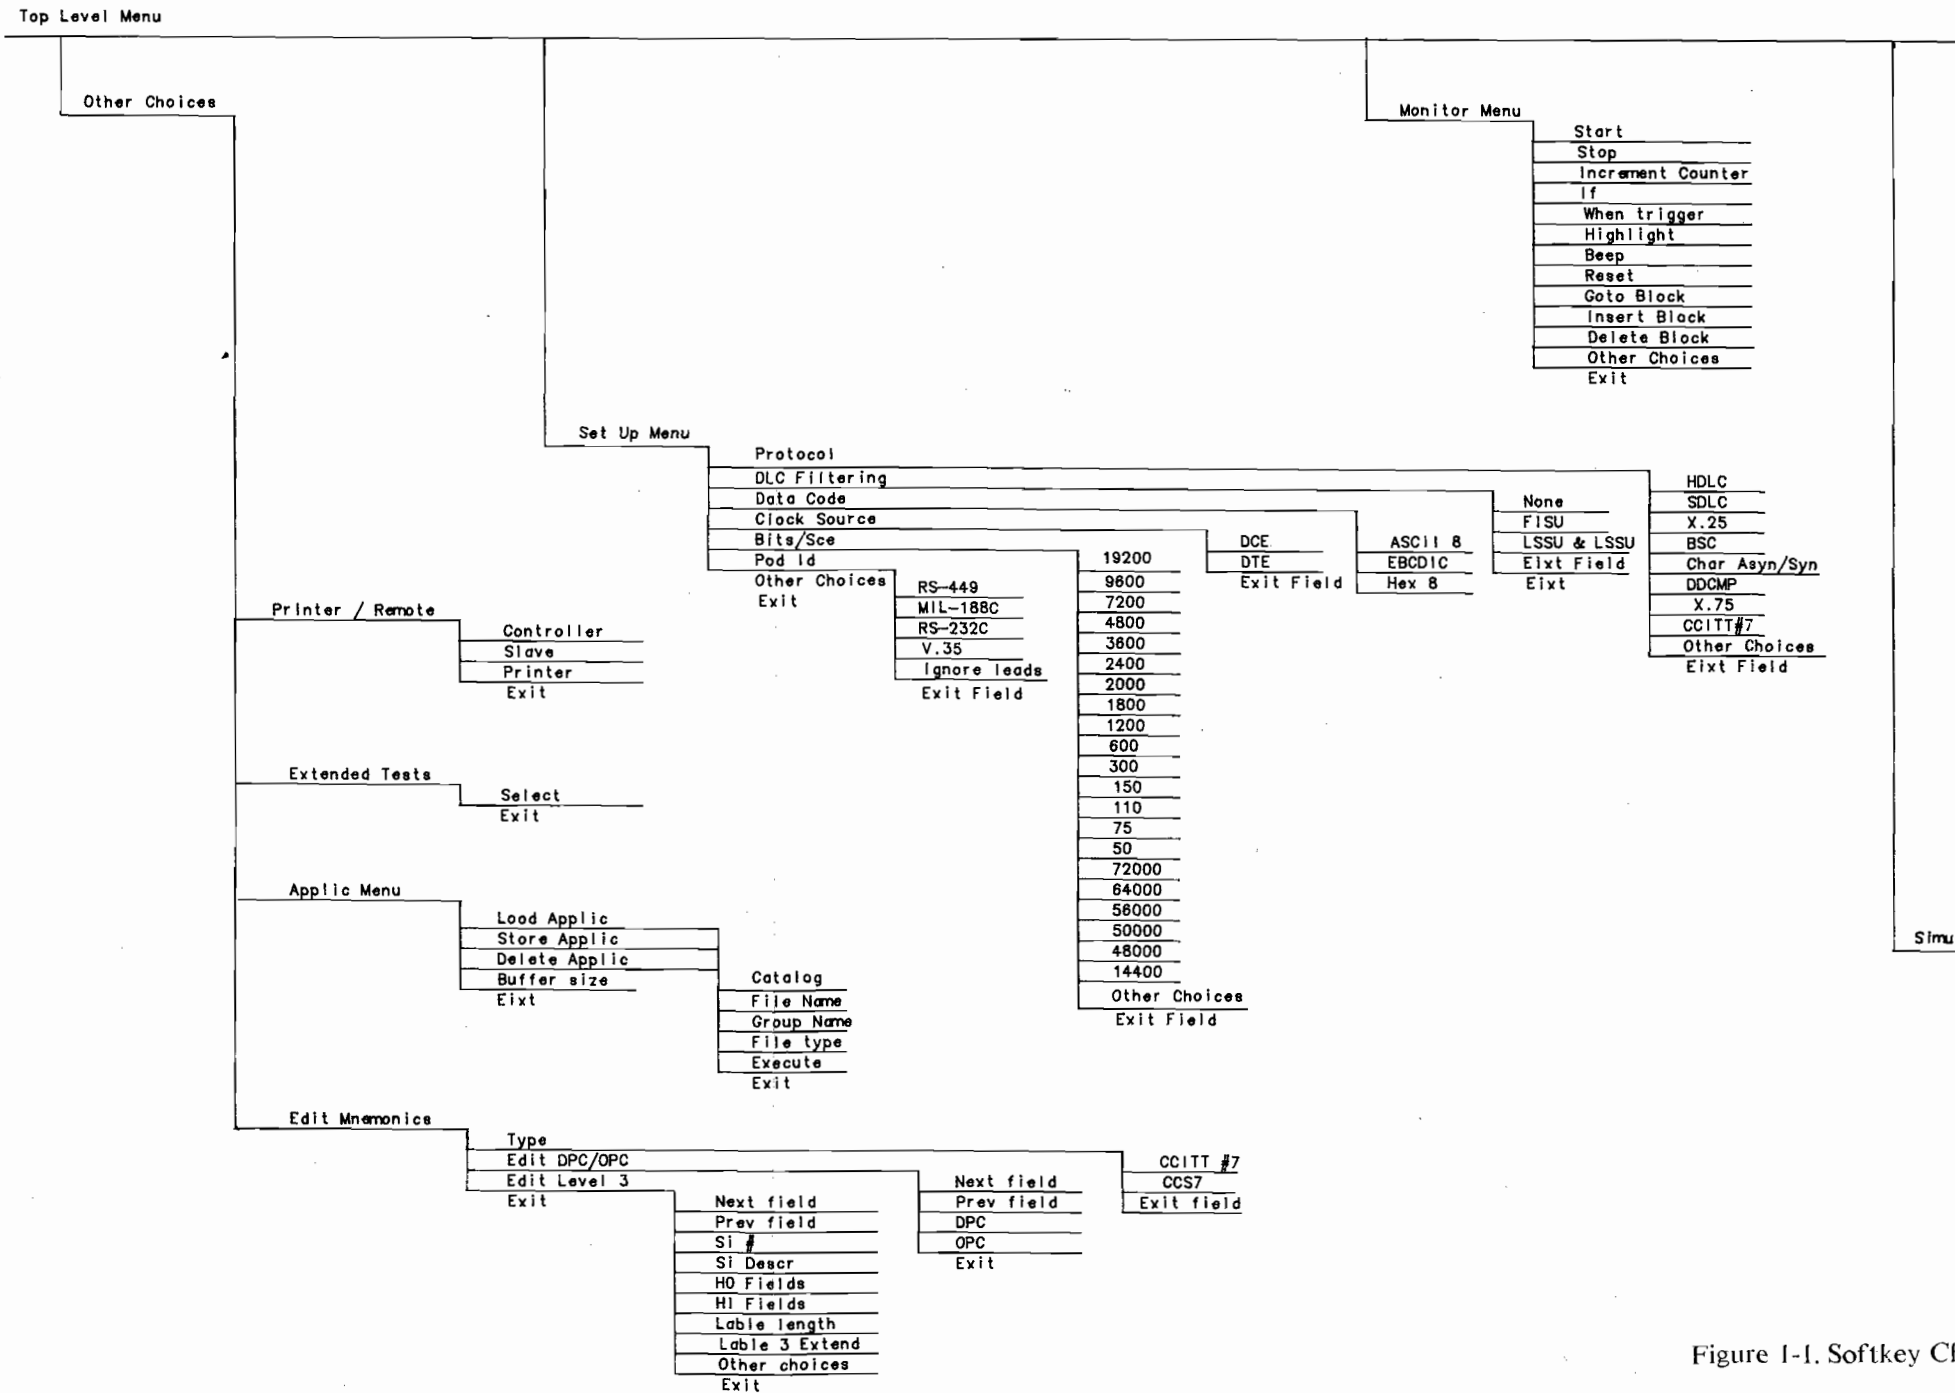 Top Level Menu
Other Choices
Printer / Remote
Controller
Slave
Printer
Exit
Extended Tests
Select
Exit
Applic Menu
Load Applic
Store Applic
Delete Applic
Buffer size
Eixt
Catalog
File Name
Group Name
File type
Execute
Exit
Edit Mnemonics
Type
Edit DPC/OPC
Edit Level 3
Exit
Next field
Prev field
Si #
Si Descr
H0 Fields
H1 Fields
Lable length
Lable 3 Extend
Other choices
Exit
Next field
Prev field
DPC
OPC
Exit
CCITT #7
CCS7
Exit field
Set Up Menu
Protocol
DLC Filtering
Data Code
Clock Source
Bits/Sce
Pod Id
Other Choices
Exit
RS-449
MIL-188C
RS-232C
V.35
Ignore leads
Exit Field
19200
9600
7200
4800
3600
2400
2000
1800
1200
600
300
150
110
75
50
72000
64000
56000
50000
48000
14400
Other Choices
Exit Field
DCE
DTE
Exit Field
ASCII 8
EBCDIC
Hex 8
None
FISU
LSSU & LSSU
Eixt Field
Eixt
HDLC
SDLC
X.25
BSC
Char Asyn/Syn
DDCMP
X.75
CCITT#7
Other Choices
Eixt Field
Monitor Menu
Start
Stop
Increment Counter
If
When trigger
Highlight
Beep
Reset
Goto Block
Insert Block
Delete Block
Other Choices
Exit
Simu
Figure 1-1. Softkey Ch